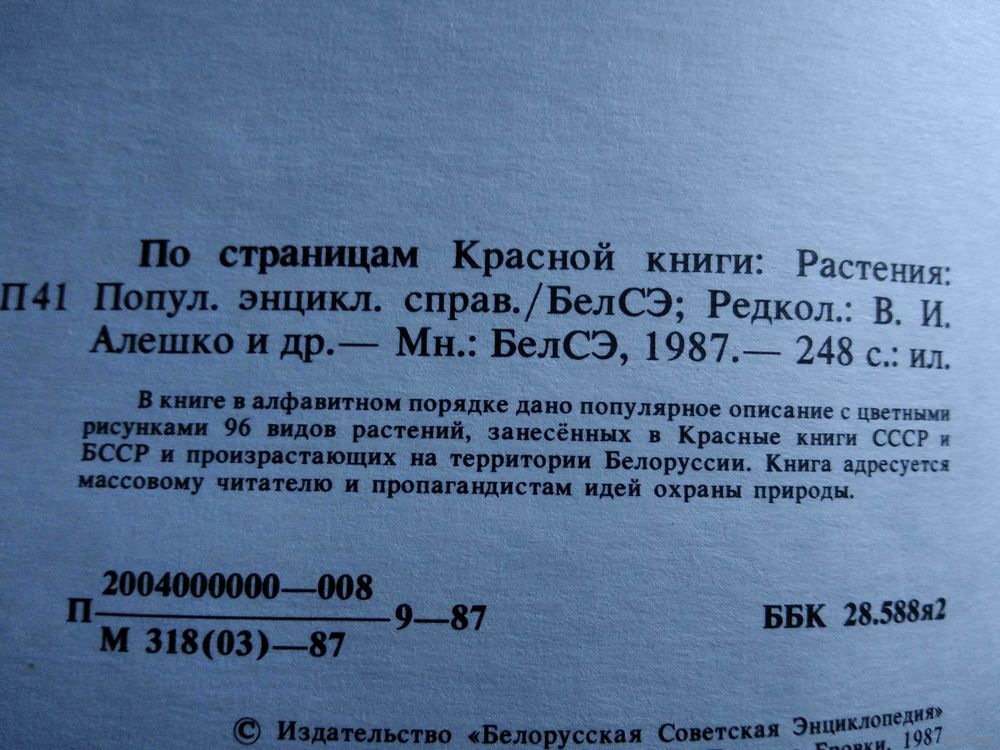 По страницам Красной книги: Растения:
П41 Попул. энцикл. справ./БелСЭ; Редкол.: В. И.
Алешко и др.— Мн.: БелСЭ, 1987.— 248 с.: ил.
В книге в алфавитном порядке дано популярное описание с цветными
рисунками 96 видов растений, занесённых в Красные книги СССР и
БССР и произрастающих на территории Белоруссии. Книга адресуется
массовому читателю и пропагандистам идей охраны природы.
2004000000—008
П 9—87
М 318(03)—87
ББК 28.588я2
© Издательство «Белорусская Советская Энциклопедия»
Бровки, 1987